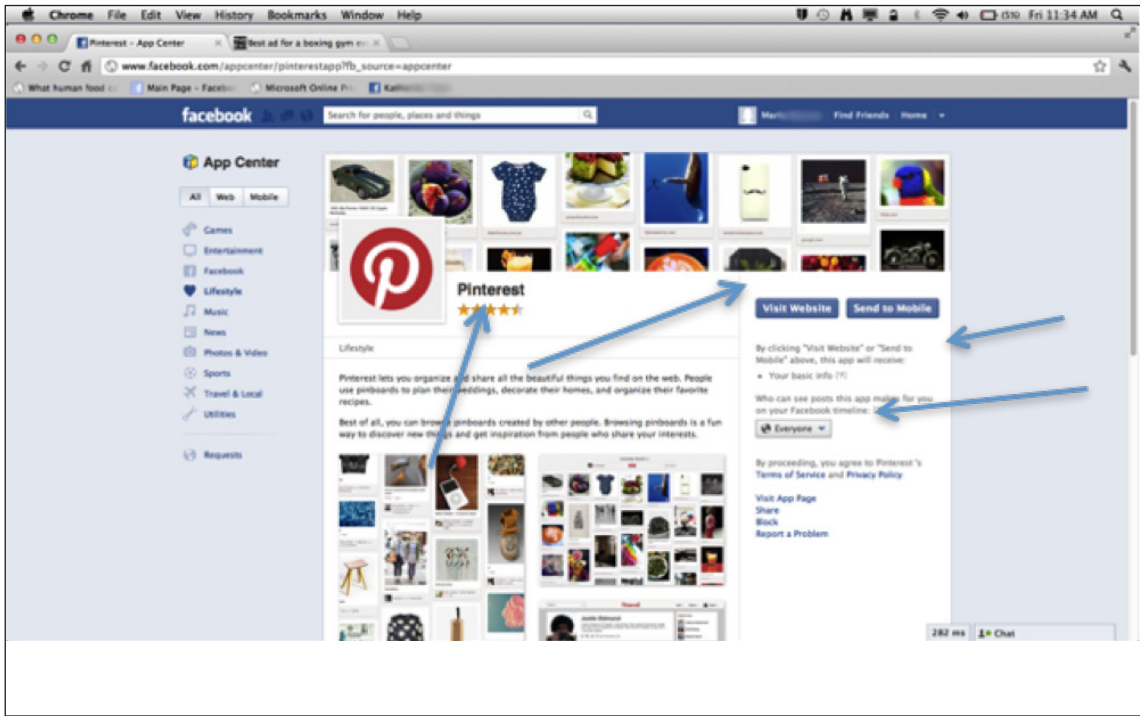 Chrome File Edit View History Bookmarks Window Help
Fri 11:34 AM
Pinterest - App Center
Best ad for a boxing gym ev
www.facebook.com/appcenter/pinterestapp?fb_source=appcenter
What human food
Main Page - Facebo
Microsoft Online
facebook
Search for people, places and things
Find Friends
Home
App Center
All Web Mobile
Games
Entertainment
Facebook
Lifestyle
Music
News
Photos & Video
Sports
Travel & Local
Utilities
Requests
Pinterest
Lifestyle
Pinterest lets you organize and share all the beautiful things you find on the web. People
use pinboards to plan their weddings, decorate their homes, and organize their favorite
recipes.
Best of all, you can browse pinboards created by other people. Browsing pinboards is a fun
way to discover new things and get inspiration from people who share your interests.
Visit Website
Send to Mobile
By clicking "Visit Website" or "Send to
Mobile" above, this app will receive:
• Your basic info [?]
Who can see posts this app makes for you
on your Facebook timeline:
Everyone
By proceeding, you agree to Pinterest 's
Terms of Service and Privacy Policy
Visit App Page
Share
Block
Report a Problem
282 ms
Chat